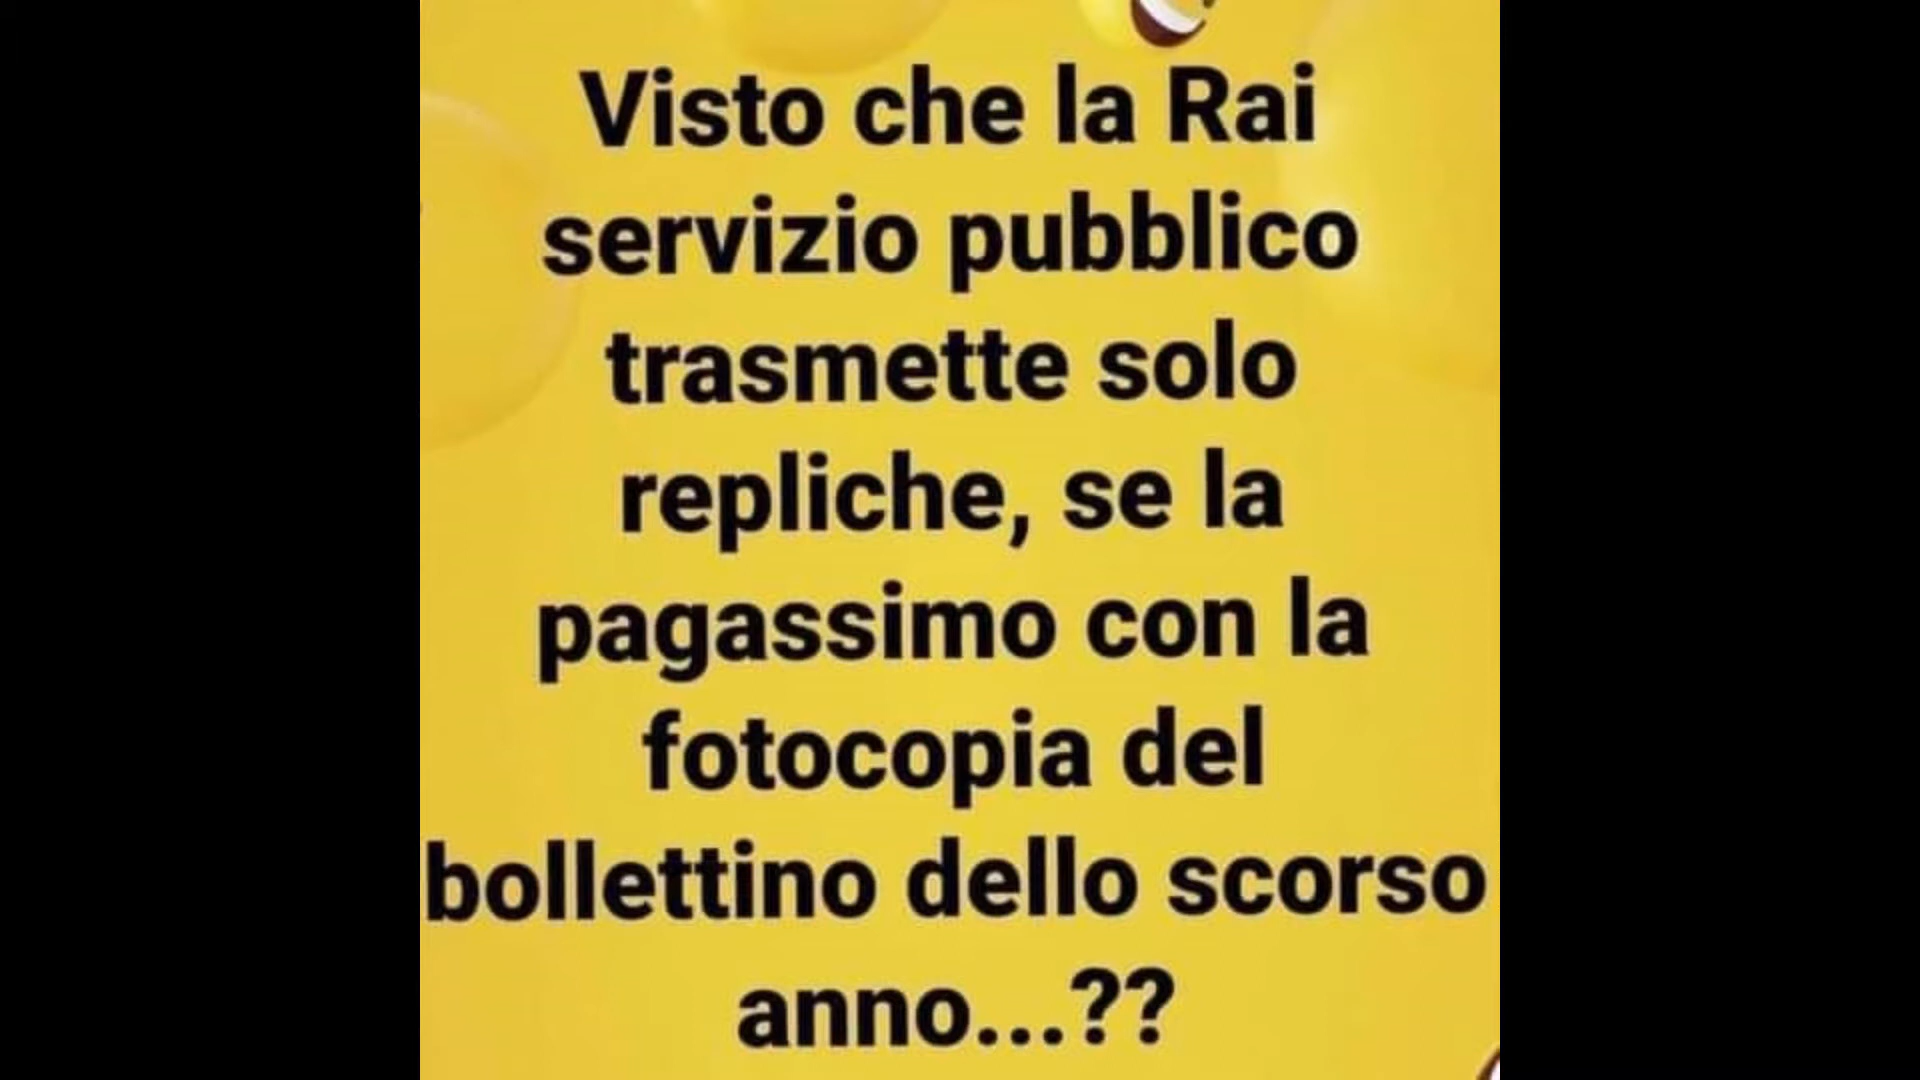 Visto che la Rai
servizio pubblico
trasmette solo
repliche, se la
pagassimo con la
fotocopia del
bollettino dello scorso
anno...??